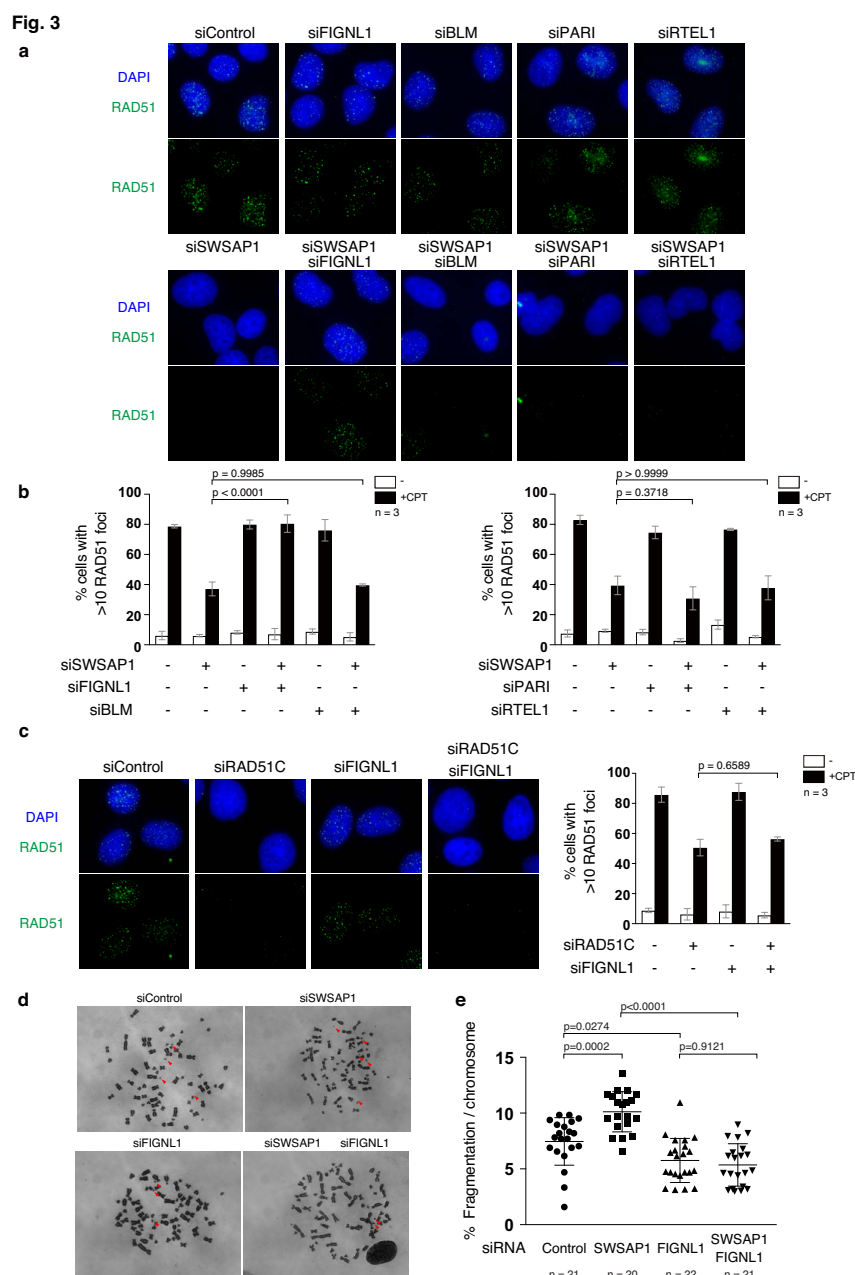 Fig. 3
a
siControl siFIGNL1 siBLM siPARI siRTEL1
DAPI
RAD51
RAD51
siSWSAP1 siSWSAP1 siSWSAP1 siSWSAP1 siSWSAP1
siFIGNL1 siBLM siPARI siRTEL1
DAPI
RAD51
RAD51
b
p = 0.9985
p < 0.0001
-
+CPT
n = 3
% cells with
>10 RAD51 foci
100
80
60
40
20
0
siSWSAP1 - + - + - +
siFIGNL1 - - + + - -
siBLM - - - - + +
p > 0.9999
p = 0.3718
-
+CPT
n = 3
% cells with
>10 RAD51 foci
100
80
60
40
20
0
siSWSAP1 - + - + - +
siPARI - - + + - -
siRTEL1 - - - - + +
c
siControl siRAD51C siFIGNL1 siRAD51C
siFIGNL1
DAPI
RAD51
RAD51
p = 0.6589
-
+CPT
n = 3
% cells with
>10 RAD51 foci
100
80
60
40
20
0
siRAD51C - + - +
siFIGNL1 - - + +
d
siControl siSWSAP1
siFIGNL1 siSWSAP1 siFIGNL1
e
p<0.0001
p=0.0274
p=0.0002 p=0.9121
% Fragmentation / chromosome
15
10
5
0
siRNA Control SWSAP1 FIGNL1 SWSAP1
FIGNL1
n = 21 n = 20 n = 22 n = 21